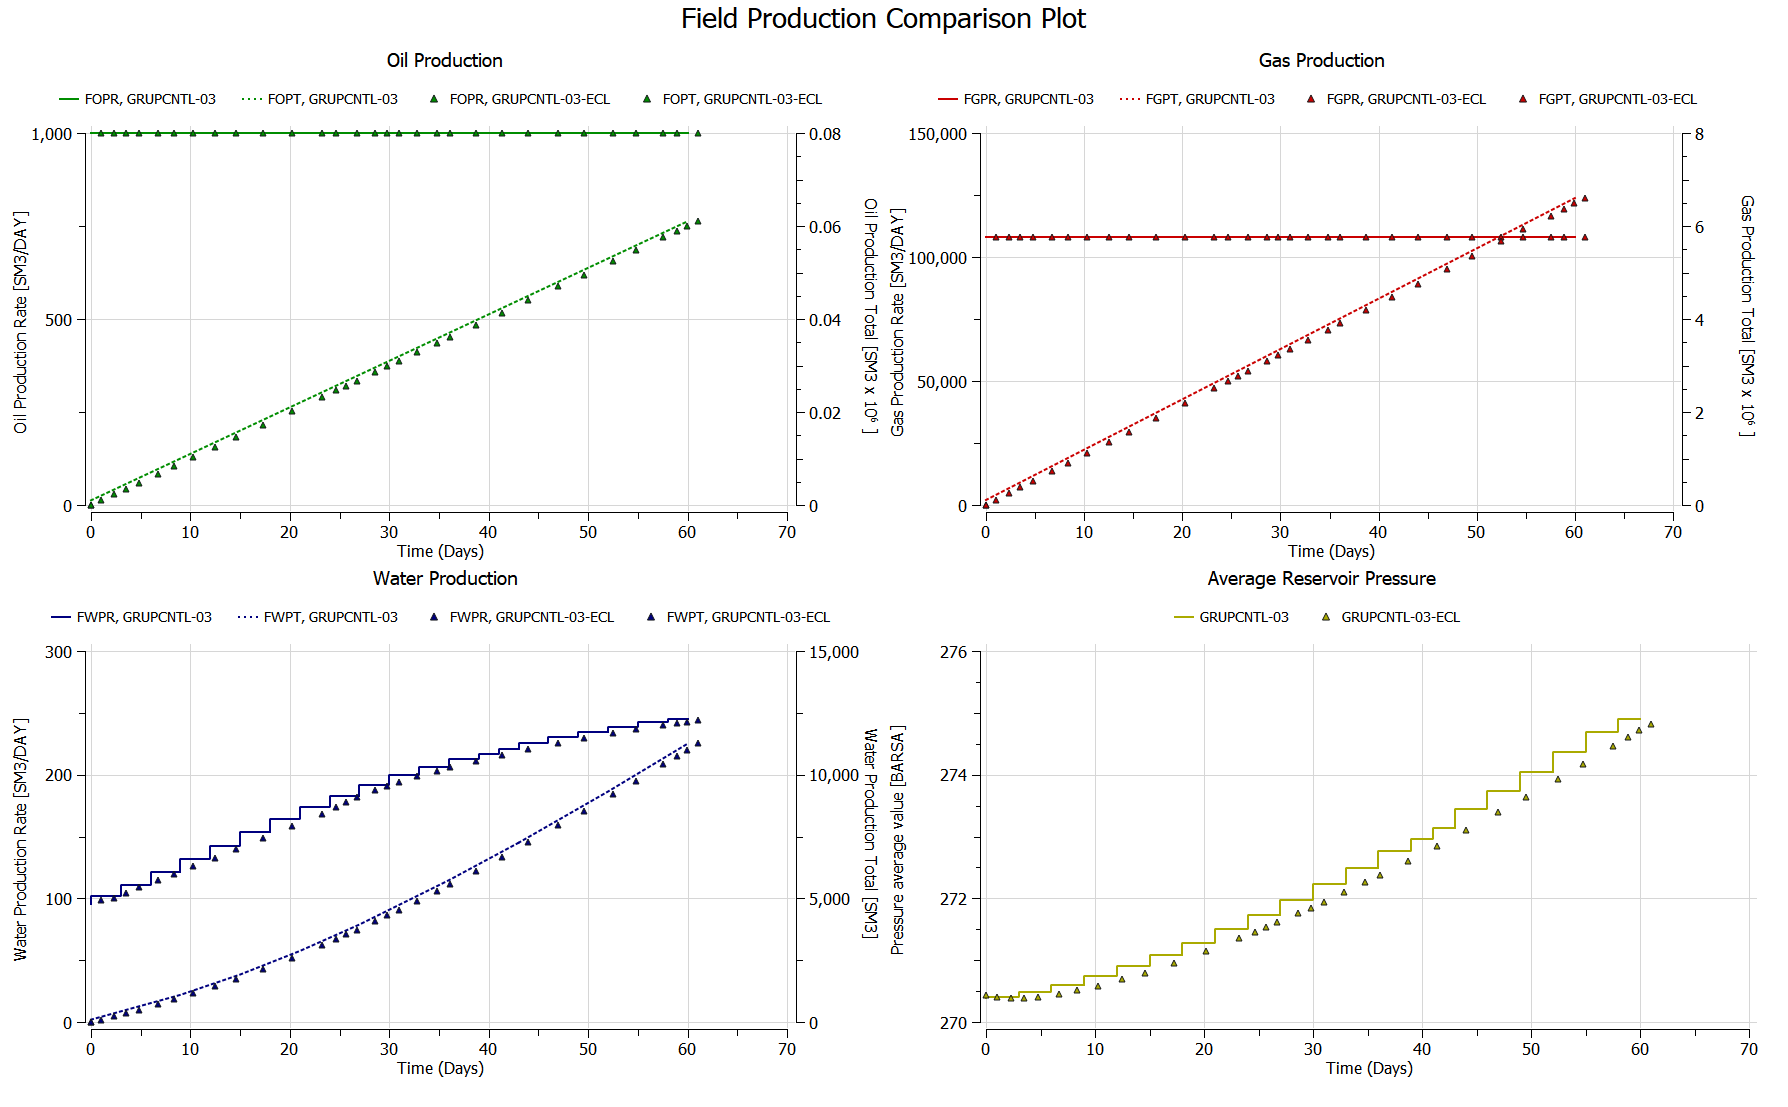 Field Production Comparison Plot
Oil Production
FOPR, GRUPCNTL-03 FOPT, GRUPCNTL-03 FOPR, GRUPCNTL-03-ECL FOPT, GRUPCNTL-03-ECL
Oil Production Rate [SM3/DAY]
1,000
500
0
0.08
0.06
0.04
0.02
0
Oil Production Total [SM3 x 10⁶ ]
0 10 20 30 40 50 60 70
Time (Days)
Gas Production
FGPR, GRUPCNTL-03 FGPT, GRUPCNTL-03 FGPR, GRUPCNTL-03-ECL FGPT, GRUPCNTL-03-ECL
Gas Production Rate [SM3/DAY]
150,000
100,000
50,000
0
8
6
4
2
0
Gas Production Total [SM3 x 10⁶ ]
0 10 20 30 40 50 60 70
Time (Days)
Water Production
FWPR, GRUPCNTL-03 FWPT, GRUPCNTL-03 FWPR, GRUPCNTL-03-ECL FWPT, GRUPCNTL-03-ECL
Water Production Rate [SM3/DAY]
300
200
100
0
15,000
10,000
5,000
0
Water Production Total [SM3]
0 10 20 30 40 50 60 70
Time (Days)
Average Reservoir Pressure
GRUPCNTL-03 GRUPCNTL-03-ECL
Pressure average value [BARSA]
276
274
272
270
0 10 20 30 40 50 60 70
Time (Days)